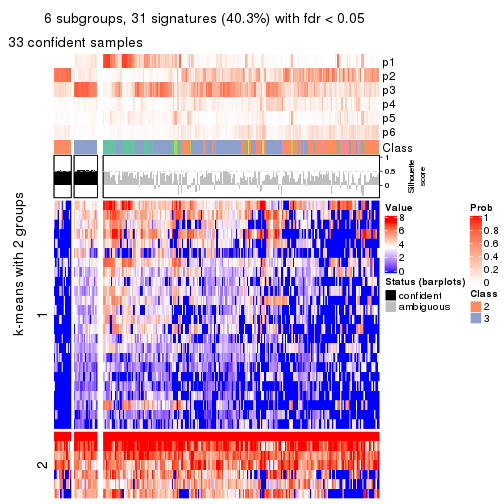 6 subgroups, 31 signatures (40.3%) with fdr < 0.05
33 confident samples
p1
p2
p3
p4
p5
p6
Class
1
0.5
0
Silhouette
score
k-means with 2 groups
1
2
Value
8
6
4
2
0
Status (barplots)
confident
ambiguous
Prob
1
0.8
0.6
0.4
0.2
0
Class
2
3